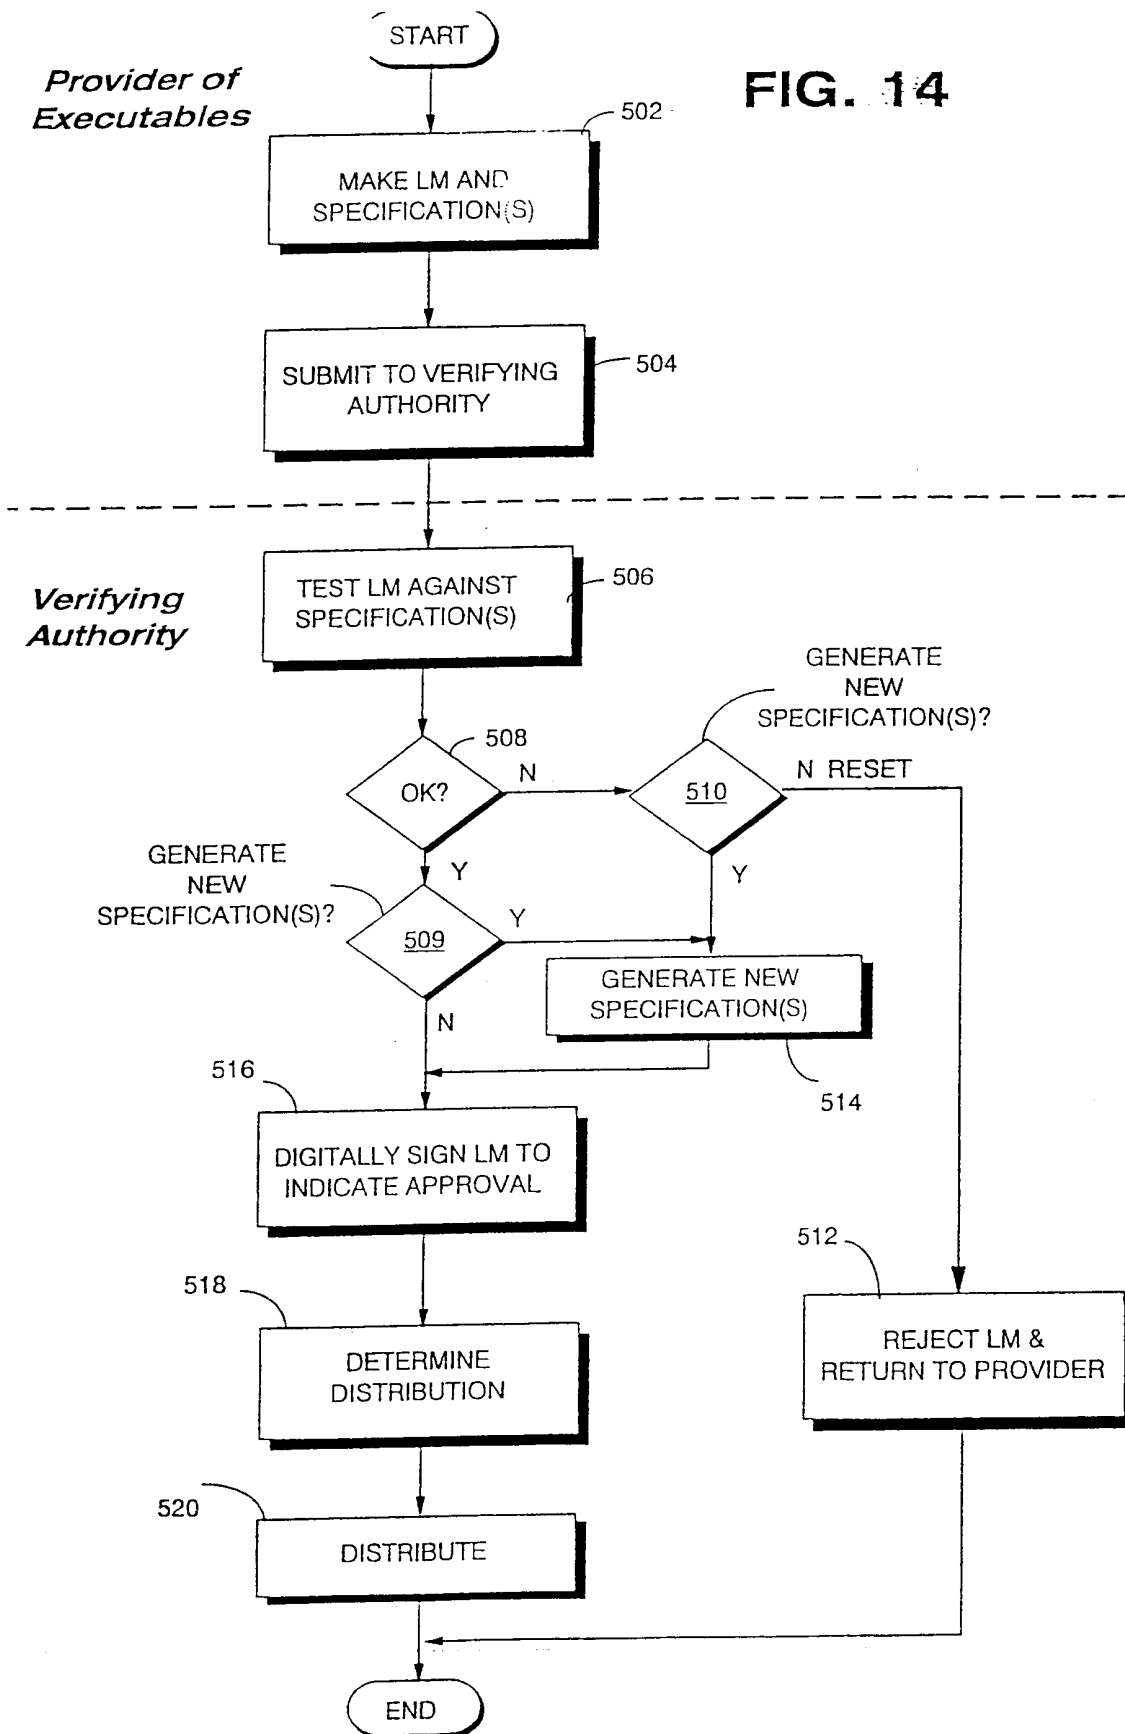 START
FIG. 14
Provider of
Executables
502
MAKE LM AND
SPECIFICATION(S)
504
SUBMIT TO VERIFYING
AUTHORITY
Verifying
Authority
506
TEST LM AGAINST
SPECIFICATION(S)
GENERATE
NEW
SPECIFICATION(S)?
508
OK?
N
510
N RESET
GENERATE
NEW
SPECIFICATION(S)?
Y
Y
509
Y
N
GENERATE NEW
SPECIFICATION(S)
514
516
DIGITALLY SIGN LM TO
INDICATE APPROVAL
512
REJECT LM &
RETURN TO PROVIDER
518
DETERMINE
DISTRIBUTION
520
DISTRIBUTE
END